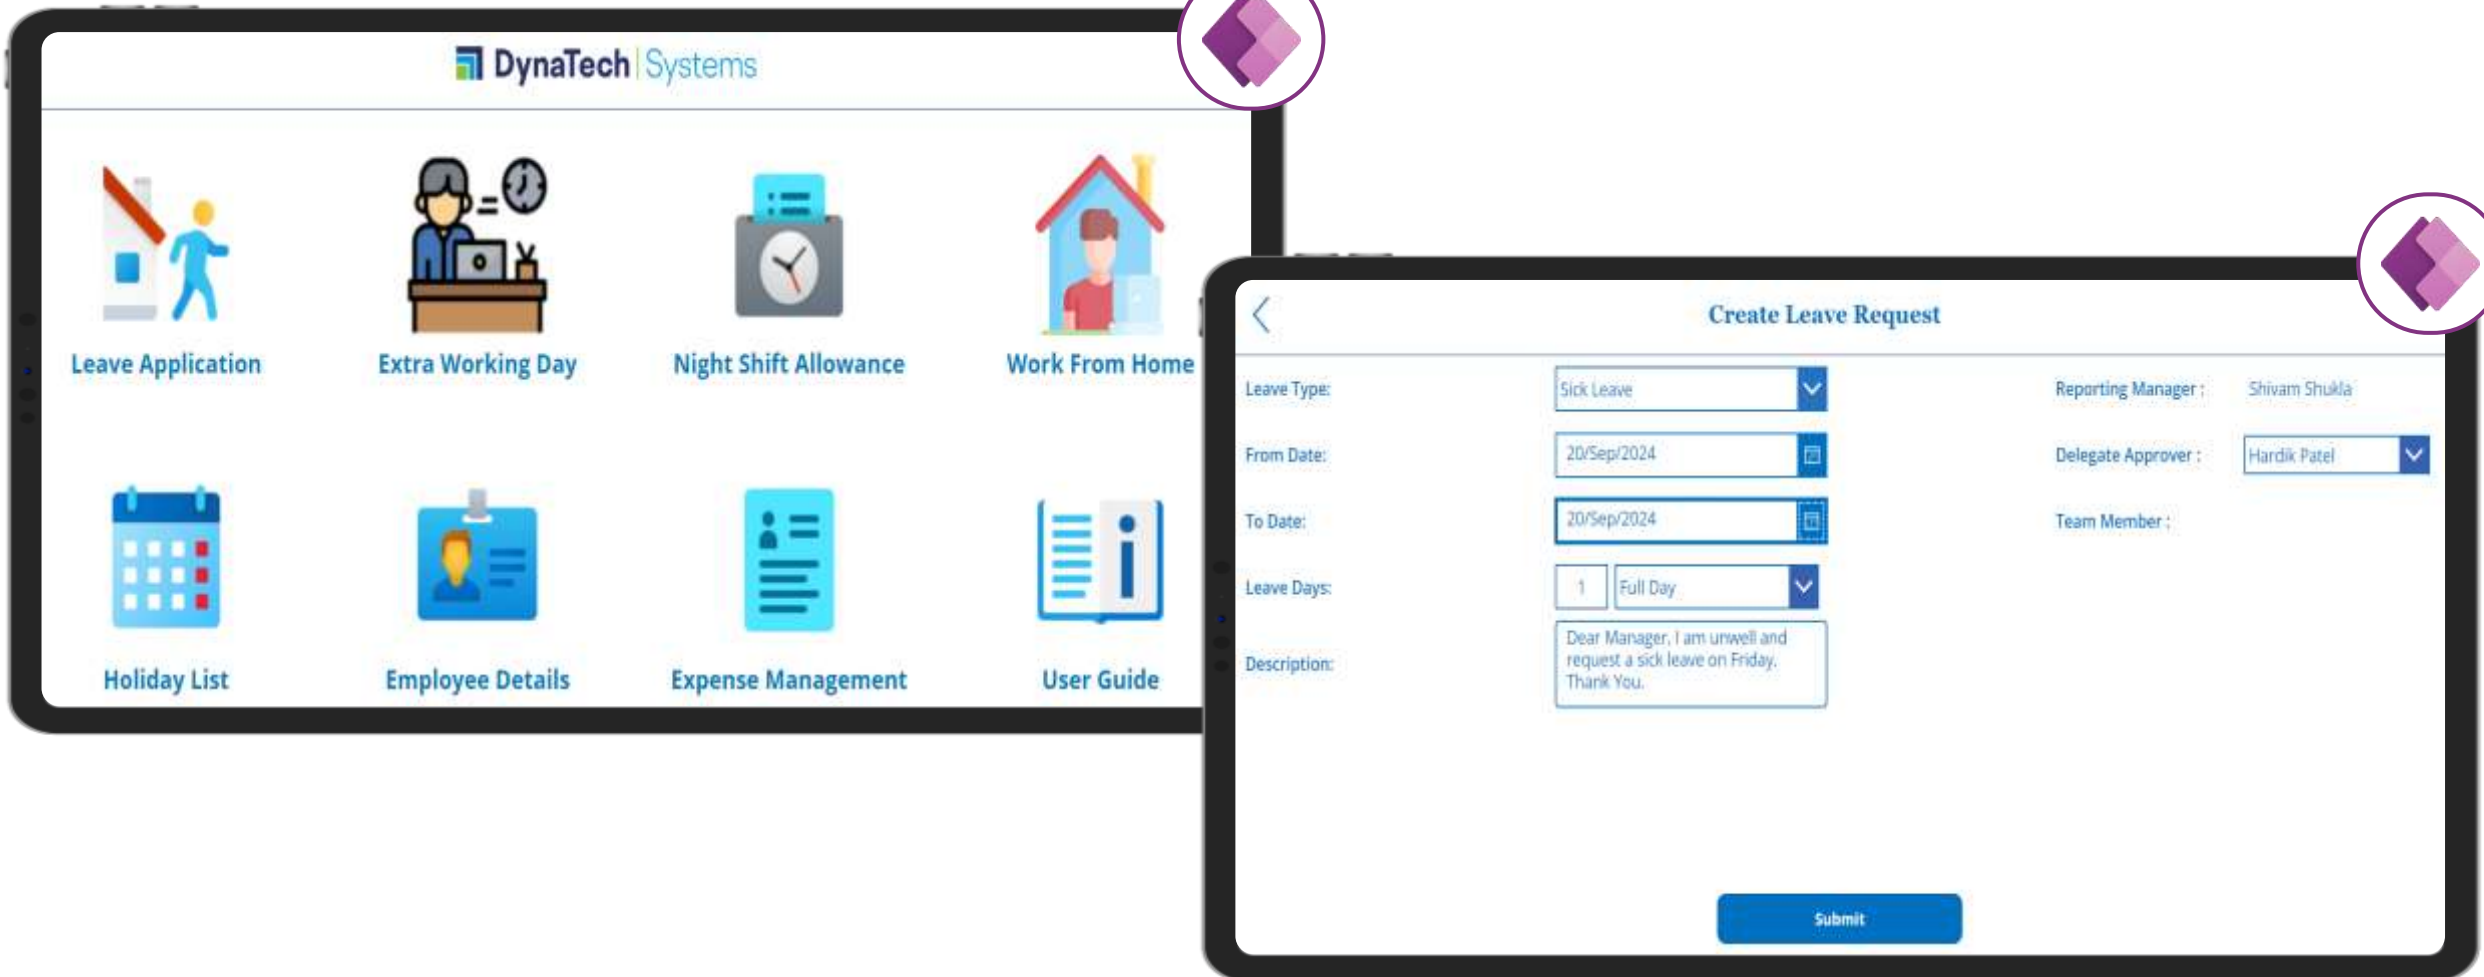 DynaTech Systems
Leave Application
Extra Working Day
Night Shift Allowance
Work From Home
Holiday List
Employee Details
Expense Management
User Guide
Create Leave Request
Leave Type:
Sick Leave
Reporting Manager :
Shivam Shukla
From Date:
20/Sep/2024
Delegate Approver :
Hardik Patel
To Date:
20/Sep/2024
Team Member :
Leave Days:
1
Full Day
Description:
Dear Manager, I am unwell and
request a sick leave on Friday.
Thank You.
Submit